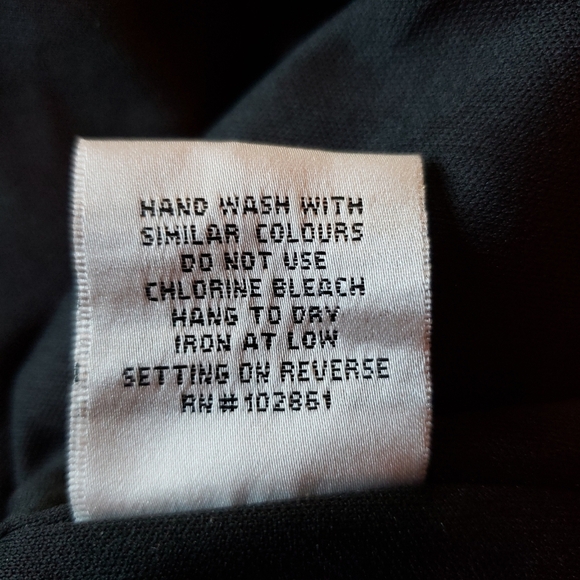 HAND WASH WITH
SIMILAR COLOURS
DO NOT USE
CHLORINE BLEACH
HANG TO DRY
IRON AT LOW
SETTING ON REVERSE
RN#102861